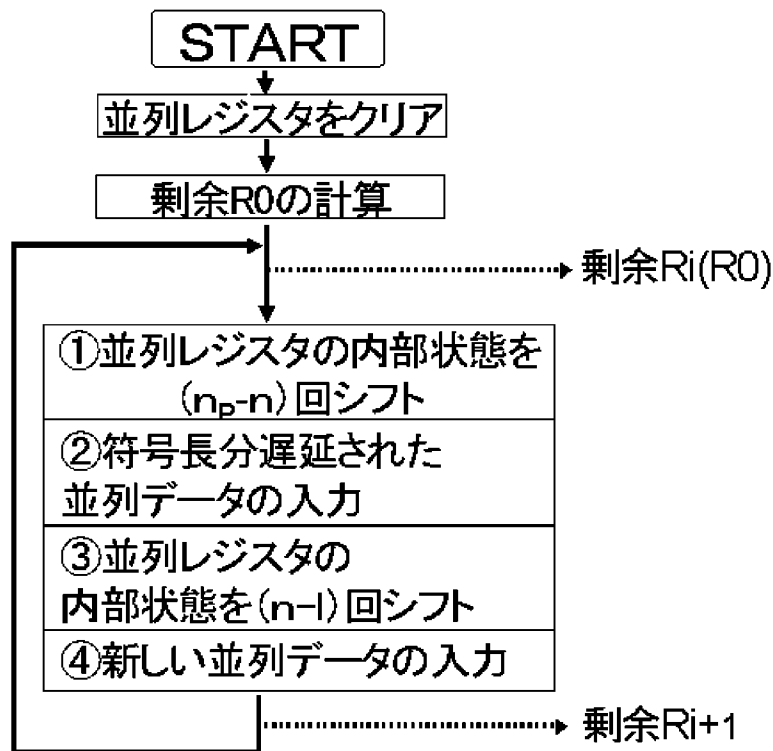 START
並列レジスタをクリア
剰余R0の計算
剰余Ri(R0)
①並列レジスタの内部状態を
(nP-n)回シフト
②符号長分遅延された
並列データの入力
③並列レジスタの
内部状態を(n-l)回シフト
④新しい並列データの入力
剰余Ri+1